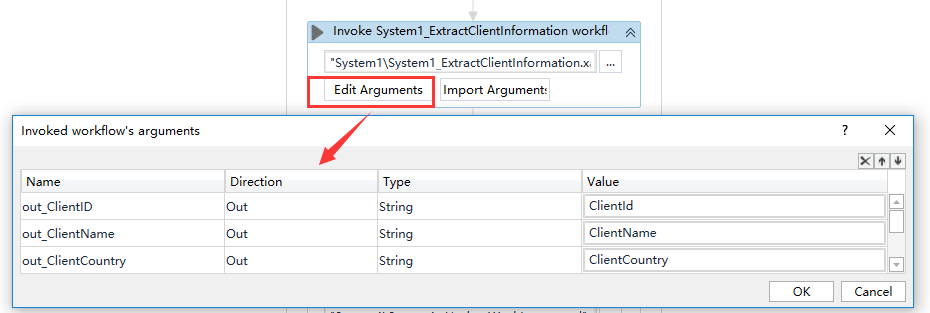 Invoke System1_ExtractClientInformation workfl
"System1\System1_ExtractClientInformation.xa
...
Edit Arguments
Import Arguments
Invoked workflow's arguments
Name Direction Type Value
out_ClientID Out String ClientId
out_ClientName Out String ClientName
out_ClientCountry Out String ClientCountry
OK Cancel